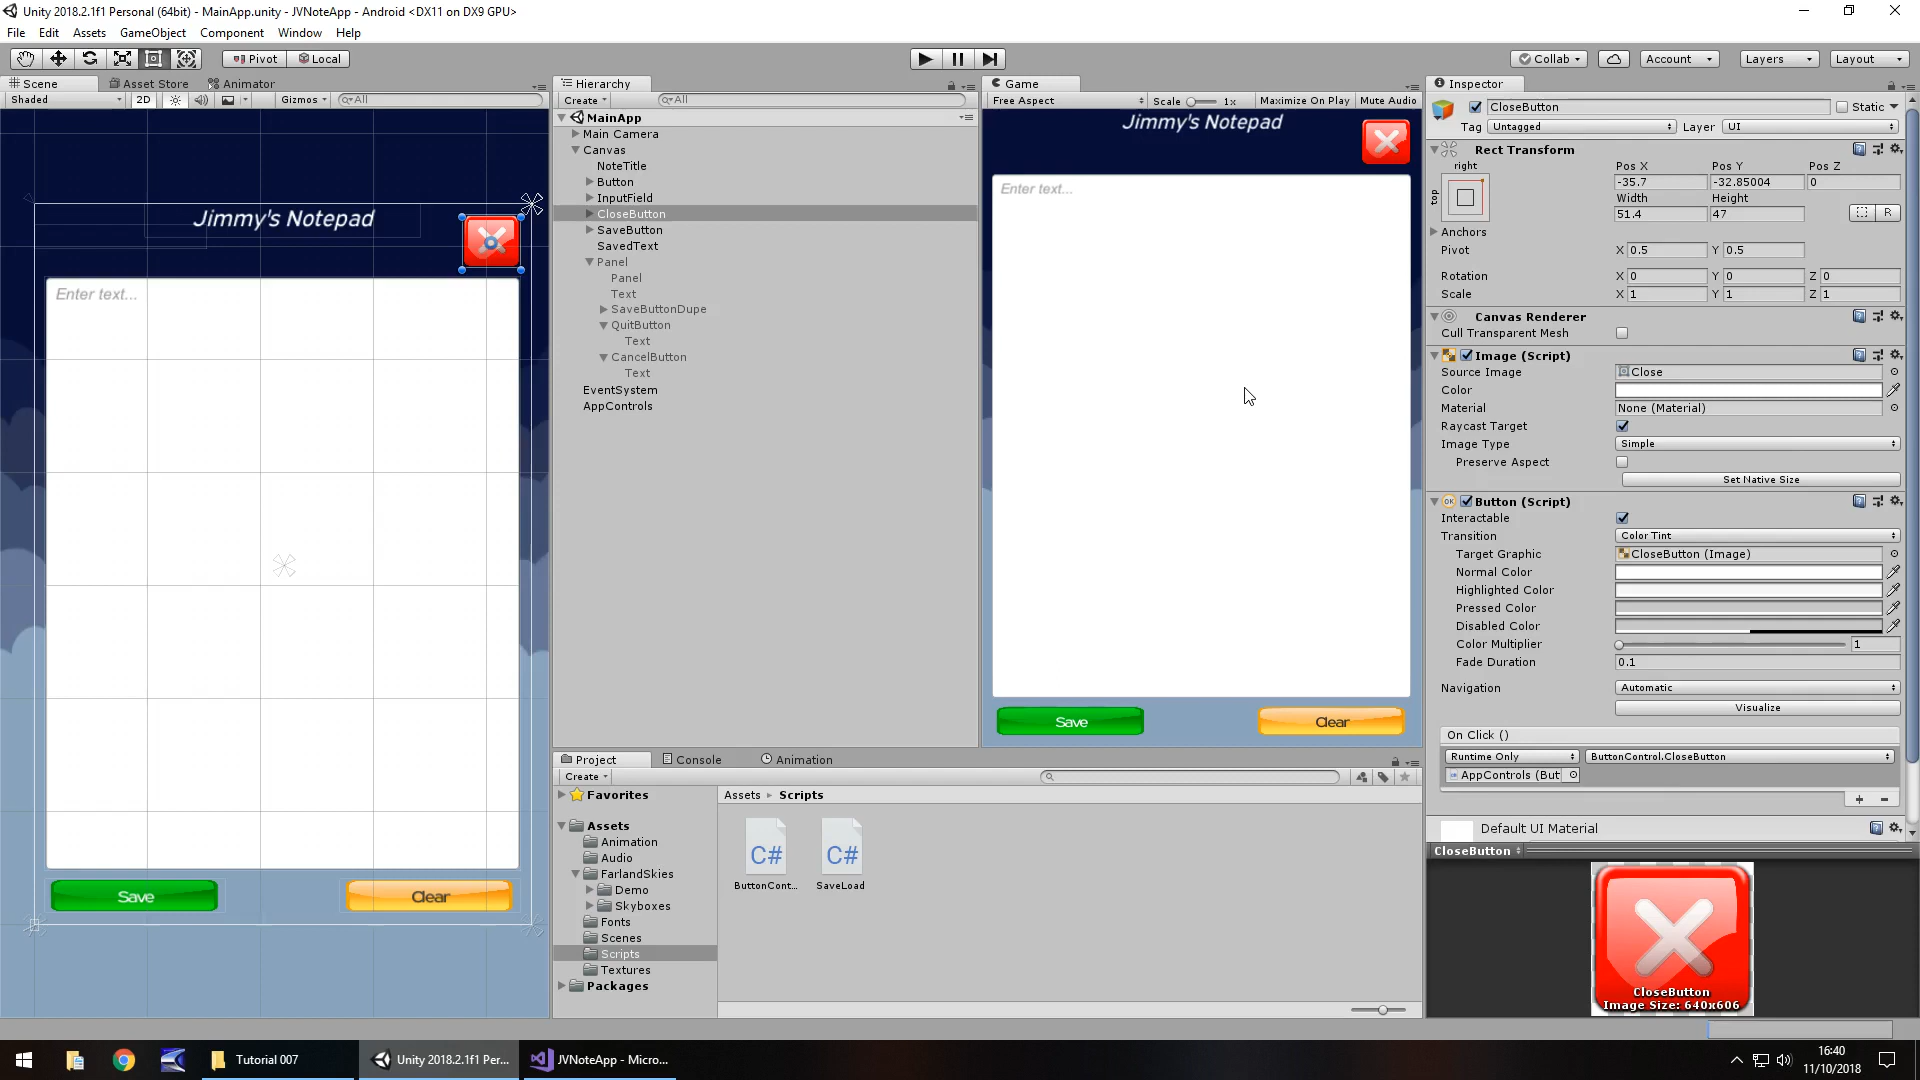 Unity 2018.2.1f1 Personal (64bit) - MainApp.unity - JVNoteApp - Android <DX11 on DX9 GPU>
File Edit Assets GameObject Component Window Help
Pivot Local
Collab Account Layers Layout
Scene Asset Store Animator
Shaded 2D Gizmos All
Jimmy's Notepad
Enter text...
Save Clear
Hierarchy
Create All
MainApp
Main Camera
Canvas
NoteTitle
Button
InputField
CloseButton
SaveButton
SavedText
Panel
Panel
Text
SaveButtonDupe
QuitButton
Text
CancelButton
Text
EventSystem
AppControls
Game
Free Aspect Scale 1x Maximize On Play Mute Audio
Jimmy's Notepad
Enter text...
Save Clear
Project Console Animation
Create
Favorites
Assets
Animation
Audio
FarlandSkies
Demo
Skyboxes
Fonts
Scenes
Scripts
Textures
Packages
Assets Scripts
C# C#
ButtonCont... SaveLoad
Inspector
CloseButton Static
Tag Untagged Layer UI
Rect Transform
right
top
Pos X Pos Y Pos Z
-35.7 -32.85004 0
Width Height
51.4 47
R
Anchors
Pivot X 0.5 Y 0.5
Rotation X 0 Y 0 Z 0
Scale X 1 Y 1 Z 1
Canvas Renderer
Cull Transparent Mesh
Image (Script)
Source Image Close
Color
Material None (Material)
Raycast Target
Image Type Simple
Preserve Aspect
Set Native Size
OK Button (Script)
Interactable
Transition Color Tint
Target Graphic CloseButton (Image)
Normal Color
Highlighted Color
Pressed Color
Disabled Color
Color Multiplier 1
Fade Duration 0.1
Navigation Automatic
Visualize
On Click ()
Runtime Only ButtonControl.CloseButton
AppControls (But
+ -
Default UI Material
CloseButton
CloseButton
Image Size: 640x606
Tutorial 007
Unity 2018.2.1f1 Per...
JVNoteApp - Micro...
16:40
11/10/2018